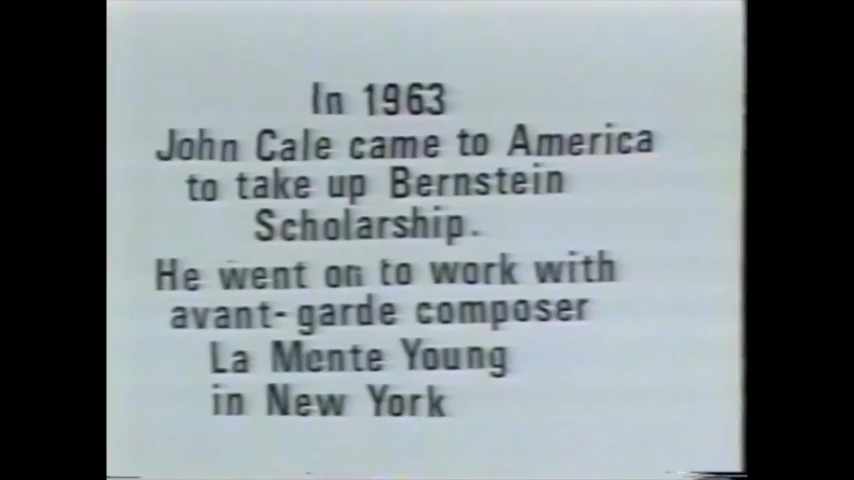 In 1963
John Cale came to America
to take up Bernstein
Scholarship.
He went on to work with
avant-garde composer
La Monte Young
in New York